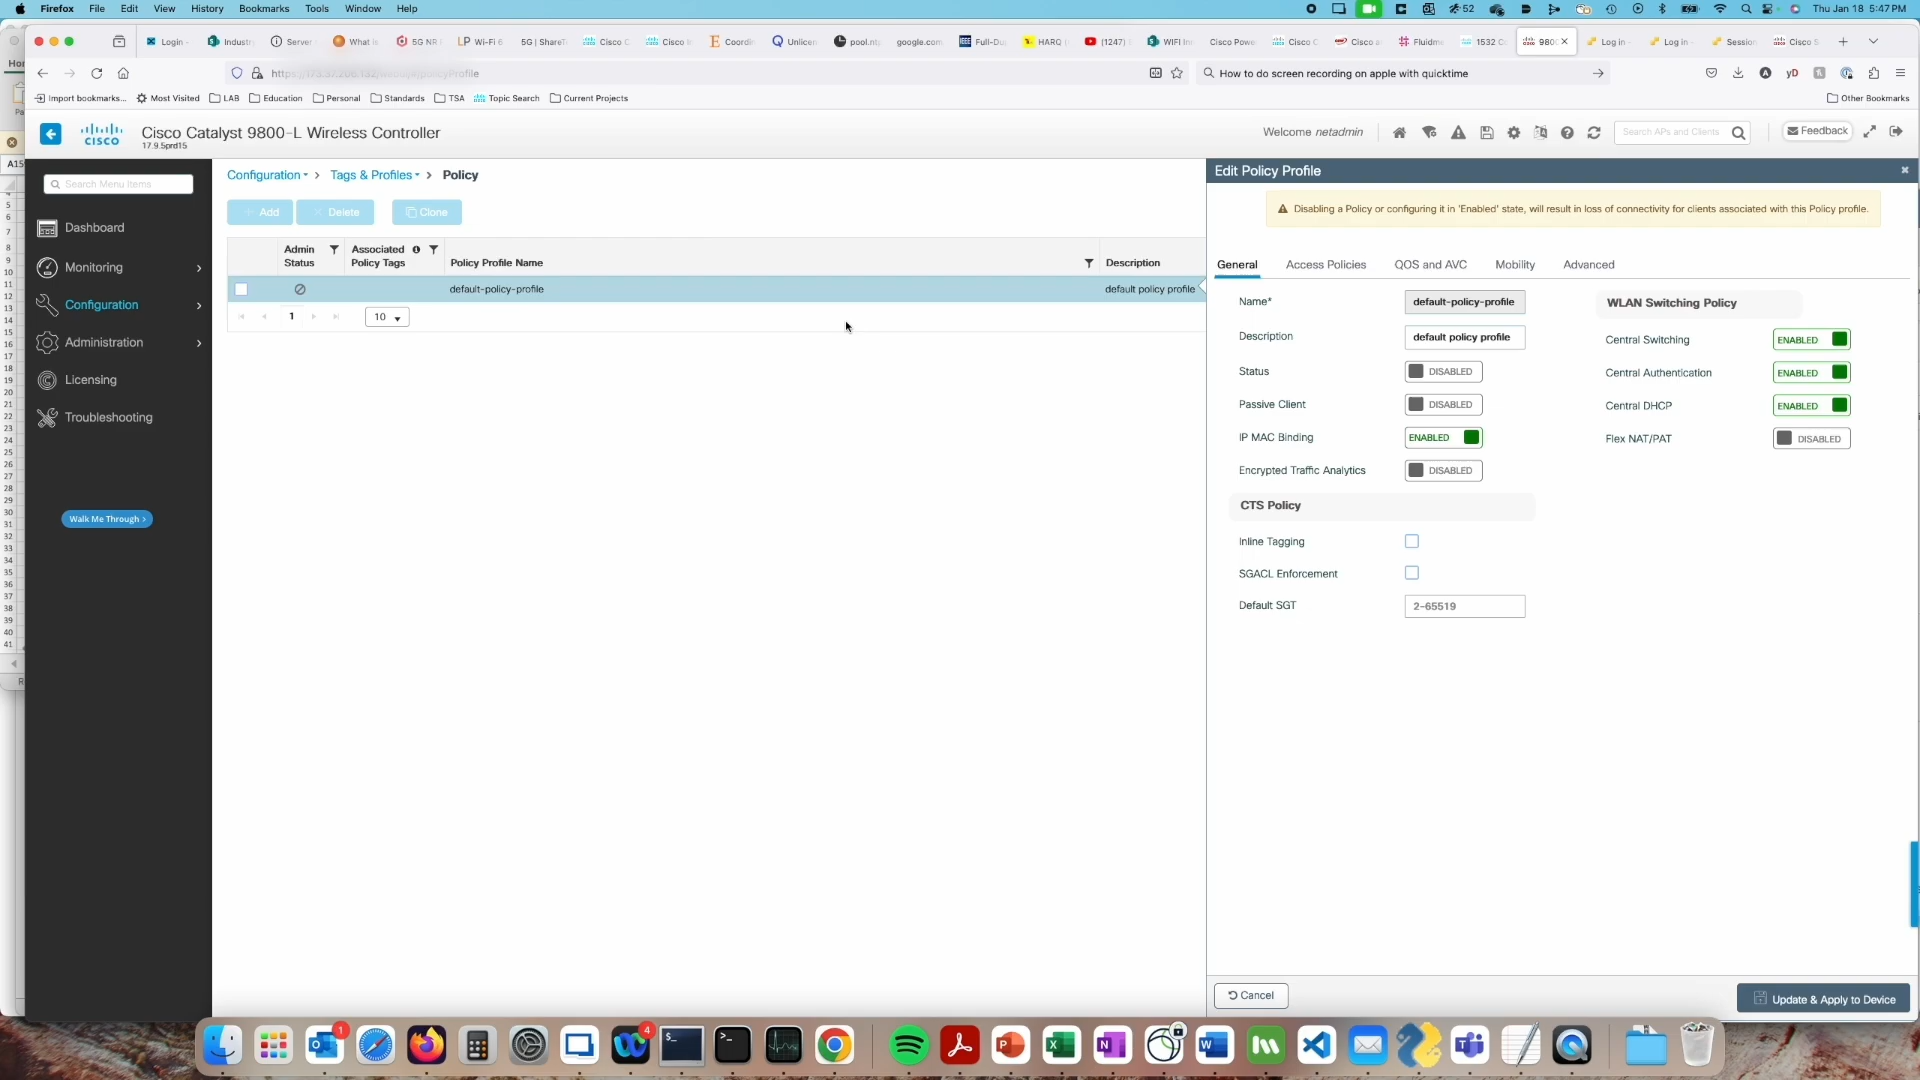 Firefox File Edit View History Bookmarks Tools Window Help
52 Thu Jan 18 5:47 PM
Login - Industr Server What is 5G NR LP Wi-Fi 6 5G | ShareT Cisco C Cisco Coordin Unlicen pool.nt google.com Full-Du HARQ (1247) WIFI Inn Cisco Powe Cisco C Cisco a Fluidme 1532 Co 980 Log in - Log in - Session Cisco S
How to do screen recording on apple with quicktime
Import bookmarks... Most Visited LAB Education Personal Standards TSA Topic Search Current Projects Other Bookmarks
CISCO
Cisco Catalyst 9800-L Wireless Controller
17.9.5prd15
Welcome netadmin
Search APs and Clients
Feedback
Search Menu Items
Dashboard
Monitoring
Configuration
Administration
Licensing
Troubleshooting
Walk Me Through >
Configuration > Tags & Profiles > Policy
+ Add × Delete Clone
Admin Status
Associated Policy Tags
Policy Profile Name
Description
default-policy-profile
default policy profile
1 10
Edit Policy Profile
Disabling a Policy or configuring it in 'Enabled' state, will result in loss of connectivity for clients associated with this Policy profile.
General Access Policies QOS and AVC Mobility Advanced
Name* default-policy-profile
Description default policy profile
Status DISABLED
Passive Client DISABLED
IP MAC Binding ENABLED
Encrypted Traffic Analytics DISABLED
CTS Policy
Inline Tagging
SGACL Enforcement
Default SGT 2-65519
WLAN Switching Policy
Central Switching ENABLED
Central Authentication ENABLED
Central DHCP ENABLED
Flex NAT/PAT DISABLED
Cancel
Update & Apply to Device
1
4